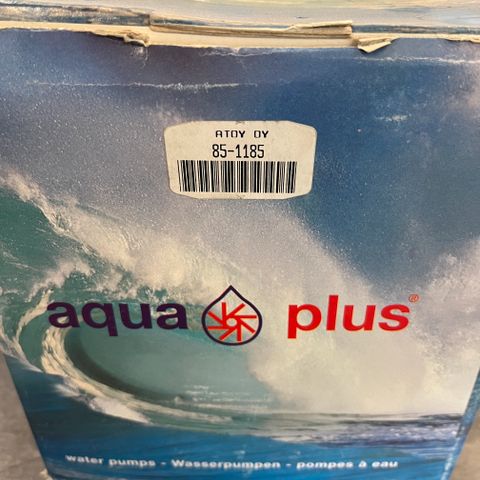 ATOY OY
85-1185
aqua plus®
water pumps - Wasserpumpen - pompes à eau